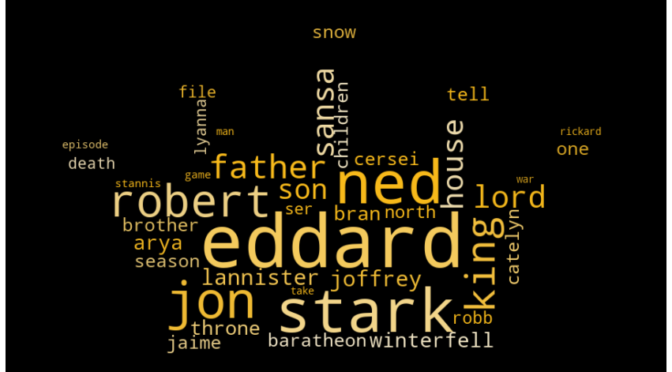 snow
file
tell
lyanna
sansa
children
man
rickard
episode
one
death
father
cersei
house
game
stannis
war
robert
son
ned
lord
ser
bran
north
brother
eddard
king
catelyn
arya
season
lannister
joffrey
take
jon
stark
robb
throne
jaime
baratheon
winterfell